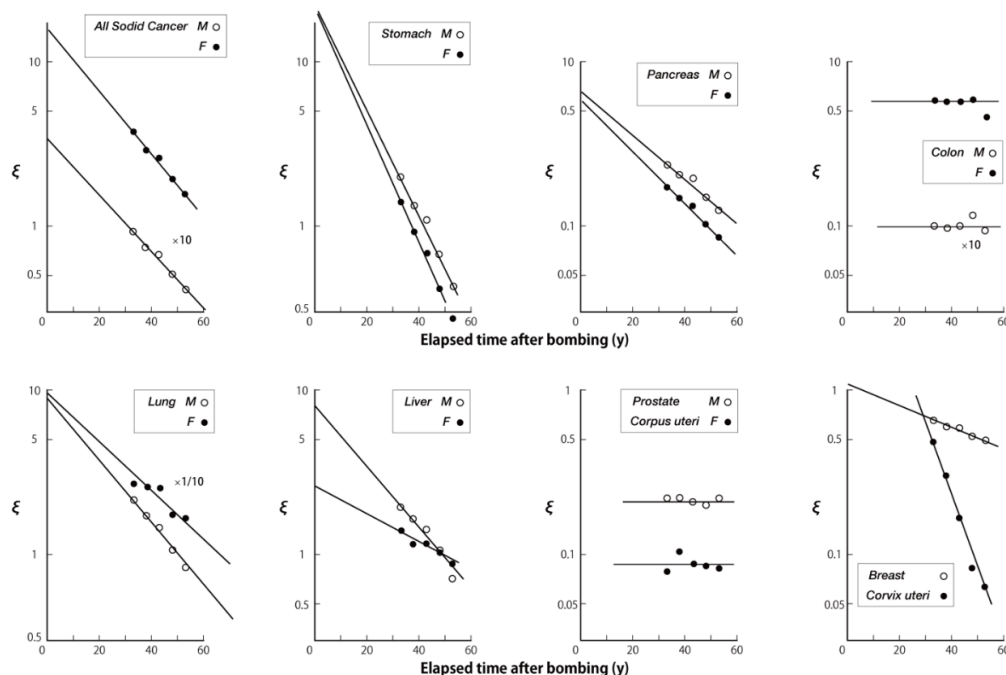 All Sodid Cancer M ○
F ●
10
5
ξ
1
×10
0.5
0 20 40 60
Stomach M ○
F ●
10
5
ξ
1
0.5
0 20 40 60
Pancreas M ○
F ●
1
0.5
ξ
0.1
0.05
0 20 40 60
1
0.5
Colon M ○
F ●
ξ
0.1
×10
0.05
0 20 40 60
Elapsed time after bombing (y)
10
Lung M ○
F ●
5
×1/10
ξ
1
0.5
0 20 40 60
10
Liver M ○
F ●
5
ξ
1
0.5
0 20 40 60
1
Prostate M ○
Corpus uteri F ●
0.5
ξ
0.1
0.05
0 20 40 60
1
0.5
ξ
0.1
Breast ○
Corvix uteri ●
0.05
0 20 40 60
Elapsed time after bombing (y)